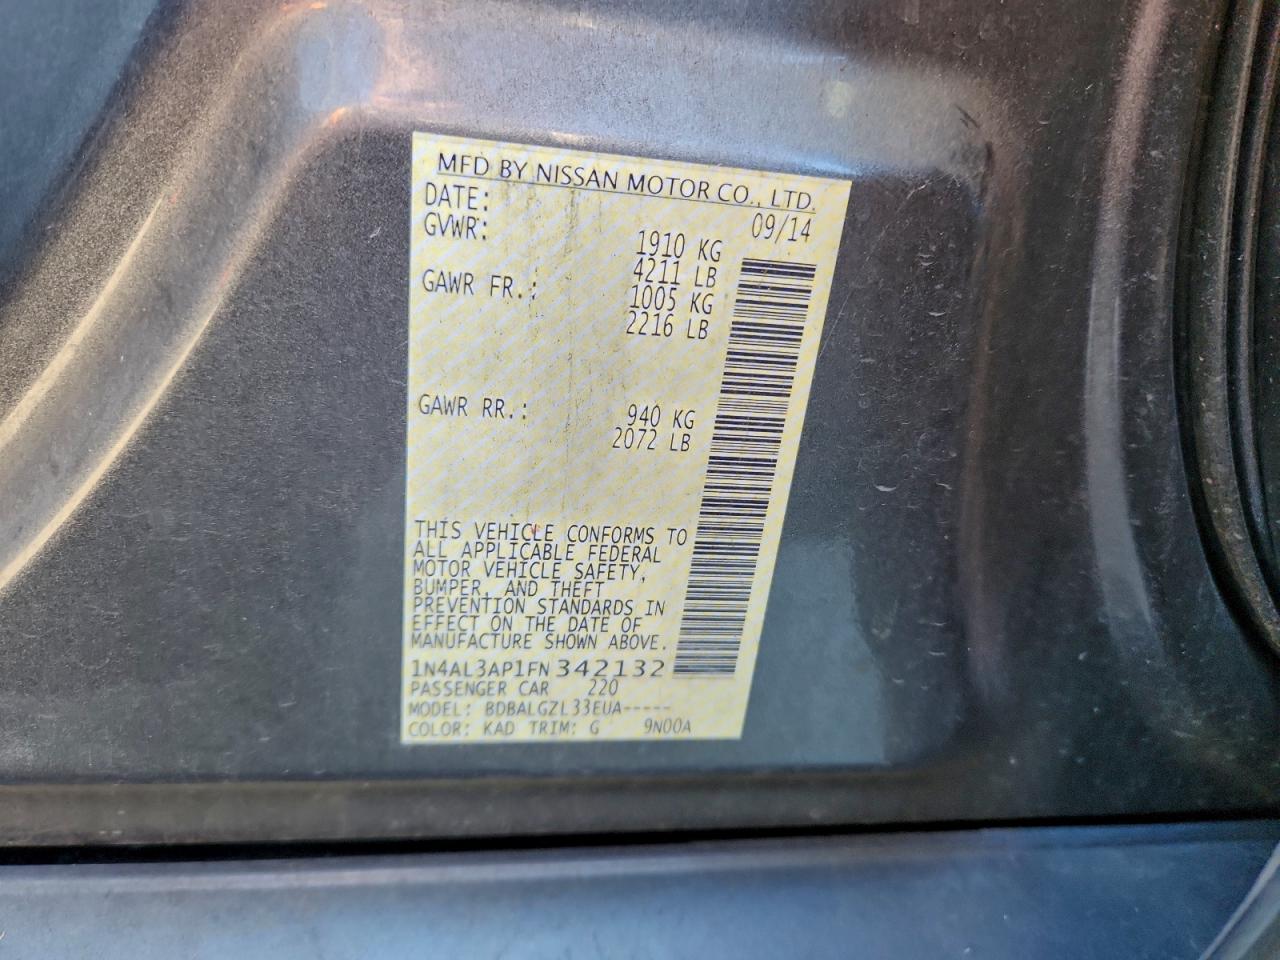 MFD BY NISSAN MOTOR CO., LTD.
DATE: 09/14
GVWR: 1910 KG
4211 LB
GAWR FR.: 1005 KG
2216 LB
GAWR RR.: 940 KG
2072 LB
THIS VEHICLE CONFORMS TO
ALL APPLICABLE FEDERAL
MOTOR VEHICLE SAFETY,
BUMPER, AND THEFT
PREVENTION STANDARDS IN
EFFECT ON THE DATE OF
MANUFACTURE SHOWN ABOVE.
1N4AL3AP1FN342132
PASSENGER CAR 220
MODEL: BDBALGZL33EUA-----
COLOR: KAD TRIM: G 9N00A